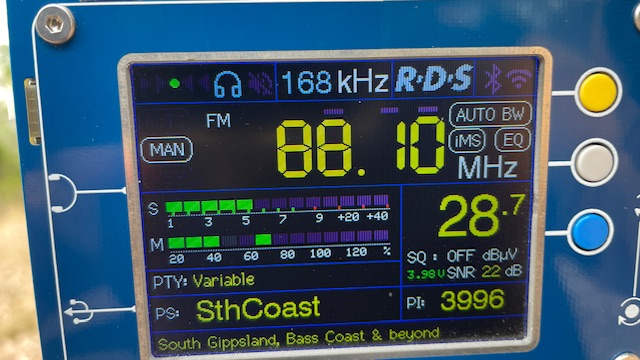 168 kHz R·D·S
FM
AUTO BW
MAN
88.10
iMS EQ
MHz
S
1 3 5 7 9 +20 +40
28.7
M
20 40 60 80 100 120 %
SQ: OFF dBµV
3.98V SNR 22 dB
PTY: Variable
PS: SthCoast
PI: 3996
South Gippsland, Bass Coast & beyond